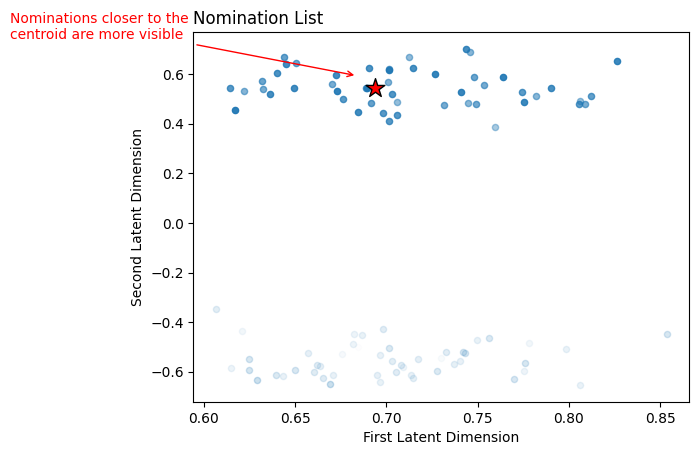 Nominations closer to the
centroid are more visible
Nomination List
0.6
0.4
0.2
0.0
−0.2
−0.4
−0.6
Second Latent Dimension
0.60
0.65
0.70
0.75
0.80
0.85
First Latent Dimension